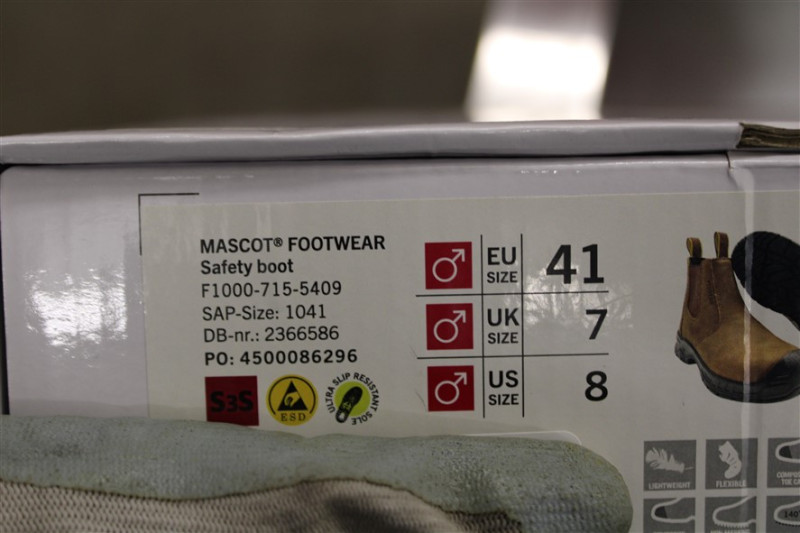 MASCOT® FOOTWEAR
Safety boot
F1000-715-5409
SAP-Size: 1041
DB-nr.: 2366586
PO: 4500086296
S3S
ESD
ULTRA SLIP RESISTANT SOLE
EU SIZE 41
UK SIZE 7
US SIZE 8
LIGHTWEIGHT
FLEXIBLE